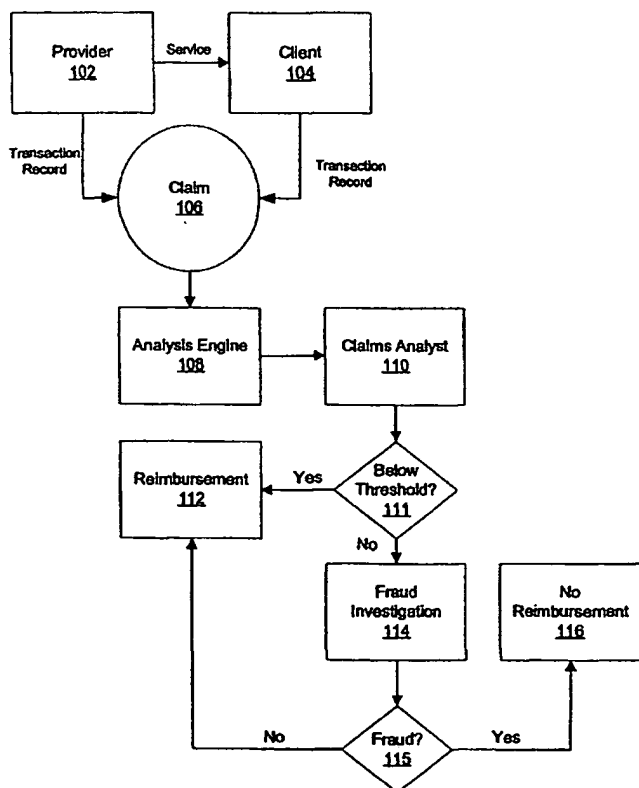 Provider
102
Service
Client
104
Transaction
Record
Transaction
Record
Claim
106
Analysis Engine
108
Claims Analyst
110
Reimbursement
112
Yes
Below
Threshold?
111
No
Fraud
Investigation
114
No
Reimbursement
116
No
Fraud?
115
Yes